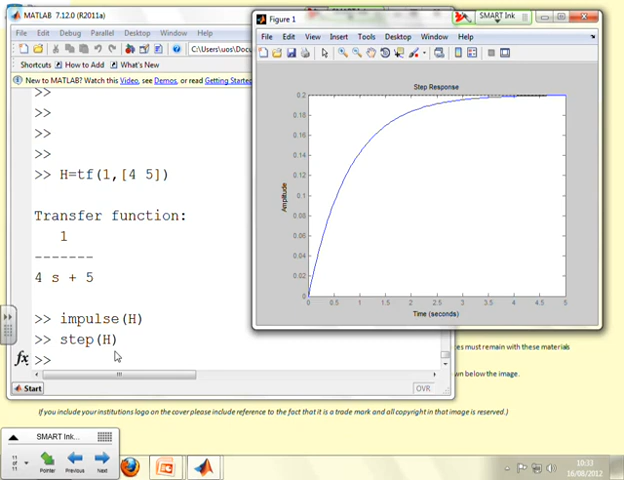 MATLAB 7.12.0 (R2011a)
File Edit Debug Parallel Desktop Window Help
C:\Users\uos\Docu
Shortcuts How to Add What's New
New to MATLAB? Watch this Video, see Demos, or read Getting Started
>>
>>
>>
>>
>> H=tf(1,[4 5])
Transfer function:
1
-------
4 s + 5
>> impulse(H)
>> step(H)
fx >>
Start
OVR
Figure 1
SMART Ink
File Edit View Insert Tools Desktop Window Help
Step Response
Amplitude
0.2
0.18
0.16
0.14
0.12
0.1
0.08
0.06
0.04
0.02
0
0 0.5 1 1.5 2 2.5 3 3.5 4 4.5 5
Time (seconds)
es must remain with these materials
wn below the image.
(If you include your institutions logo on the cover please include reference to the fact that it is a trade mark and all copyright in that image is reserved.)
SMART Ink...
11
of
11
Pointer Previous Next
10:33
16/08/2012